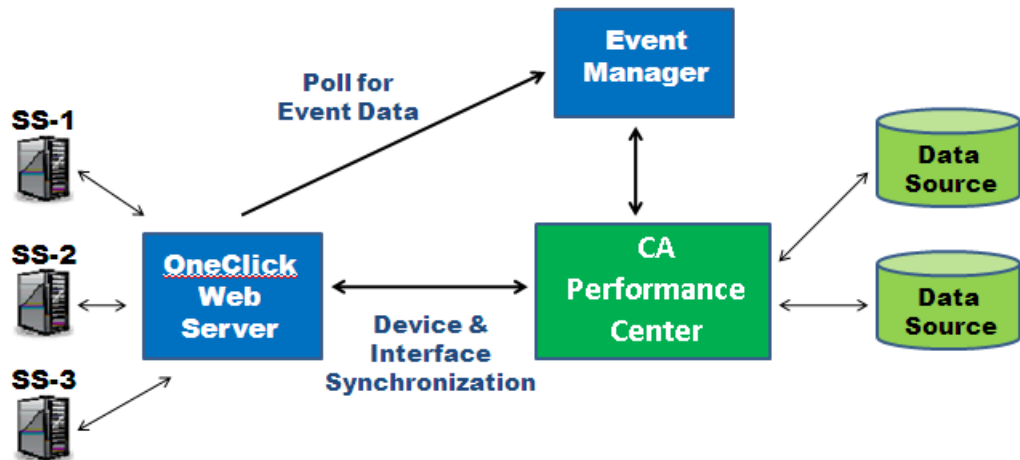 Event
Manager
Poll for
Event Data
SS-1
Data
Source
SS-2
OneClick
Web
Server
CA
Performance
Center
Data
Source
Device &
Interface
Synchronization
SS-3